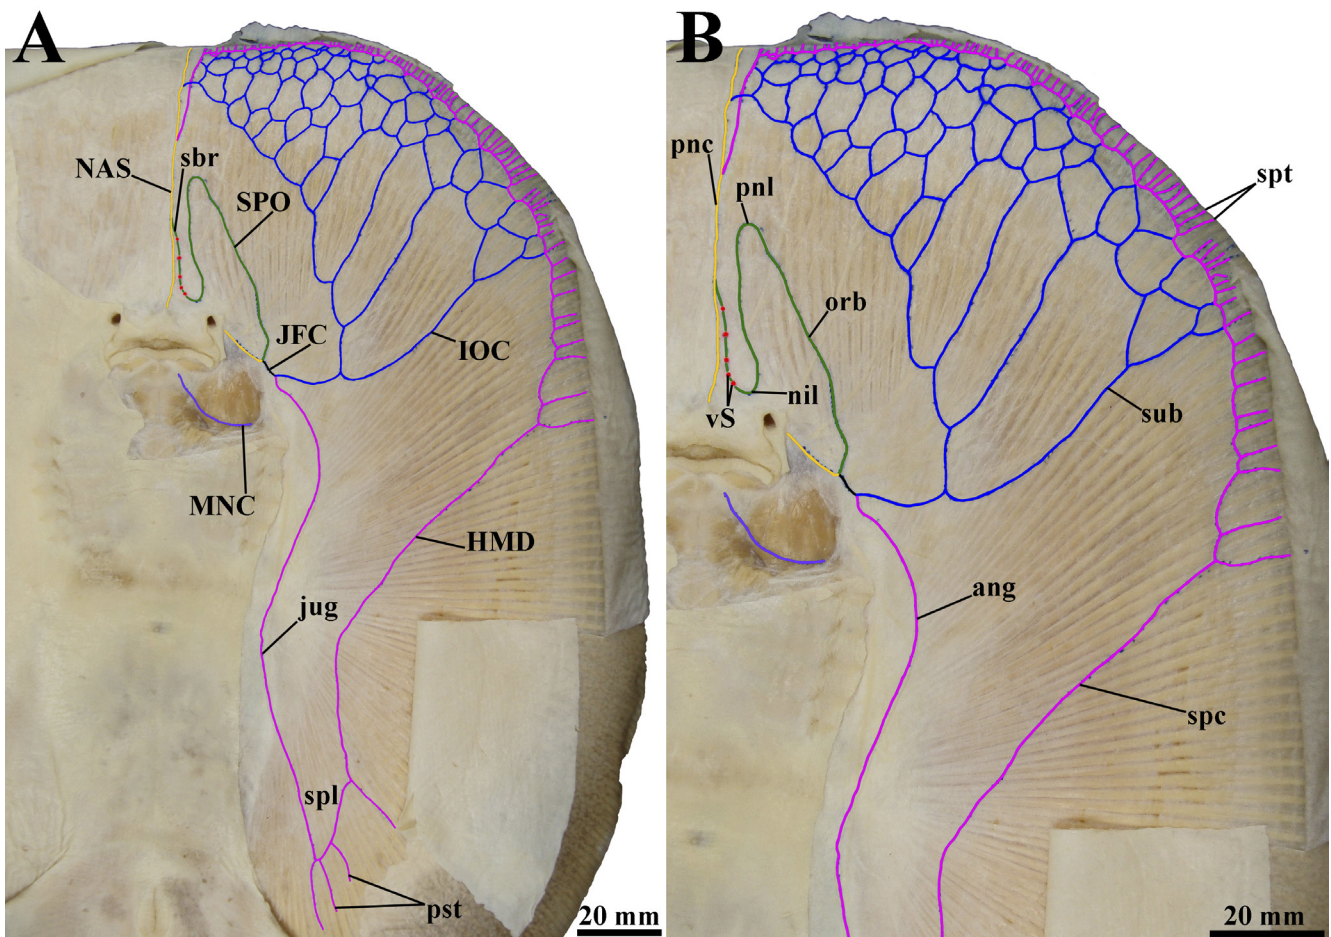 A
NAS
sbr
SPO
JFC
IOC
MNC
HMD
jug
spl
pst
20 mm
B
pnc
pnl
spt
orb
vS
nil
sub
ang
spc
20 mm